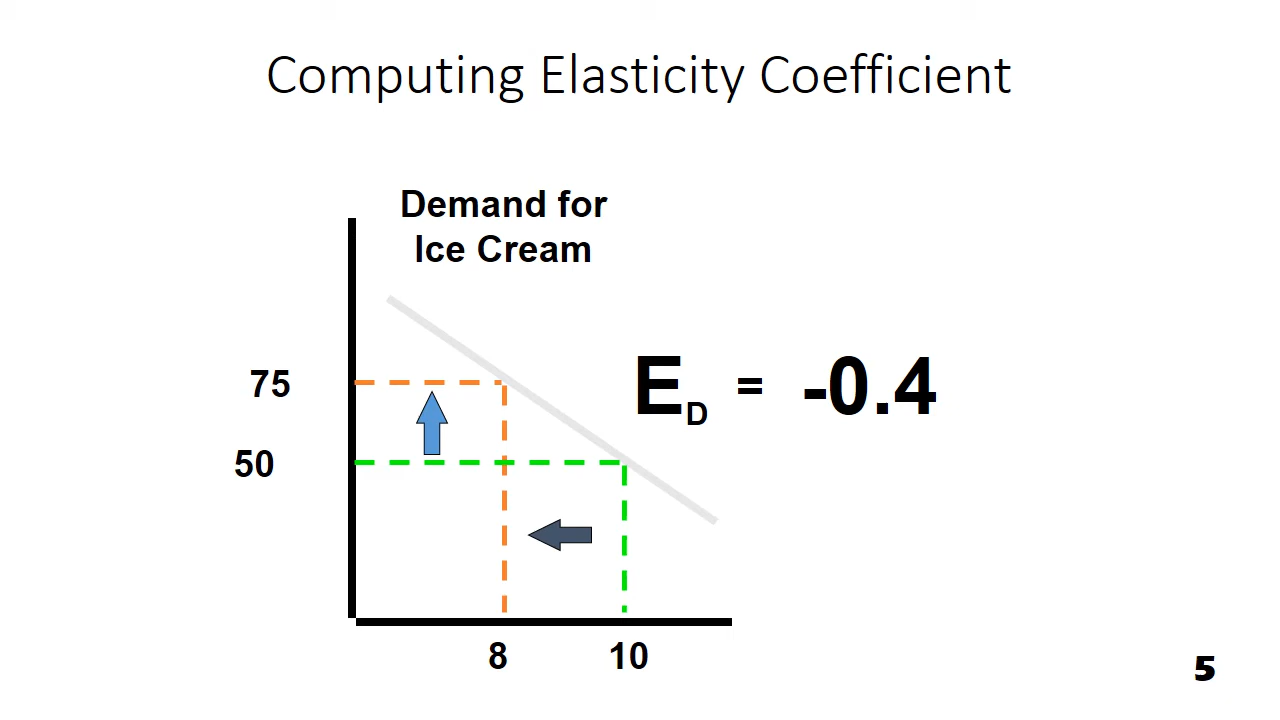 Computing Elasticity Coefficient
Demand for
Ice Cream
75
50
E_D = -0.4
8
10
5